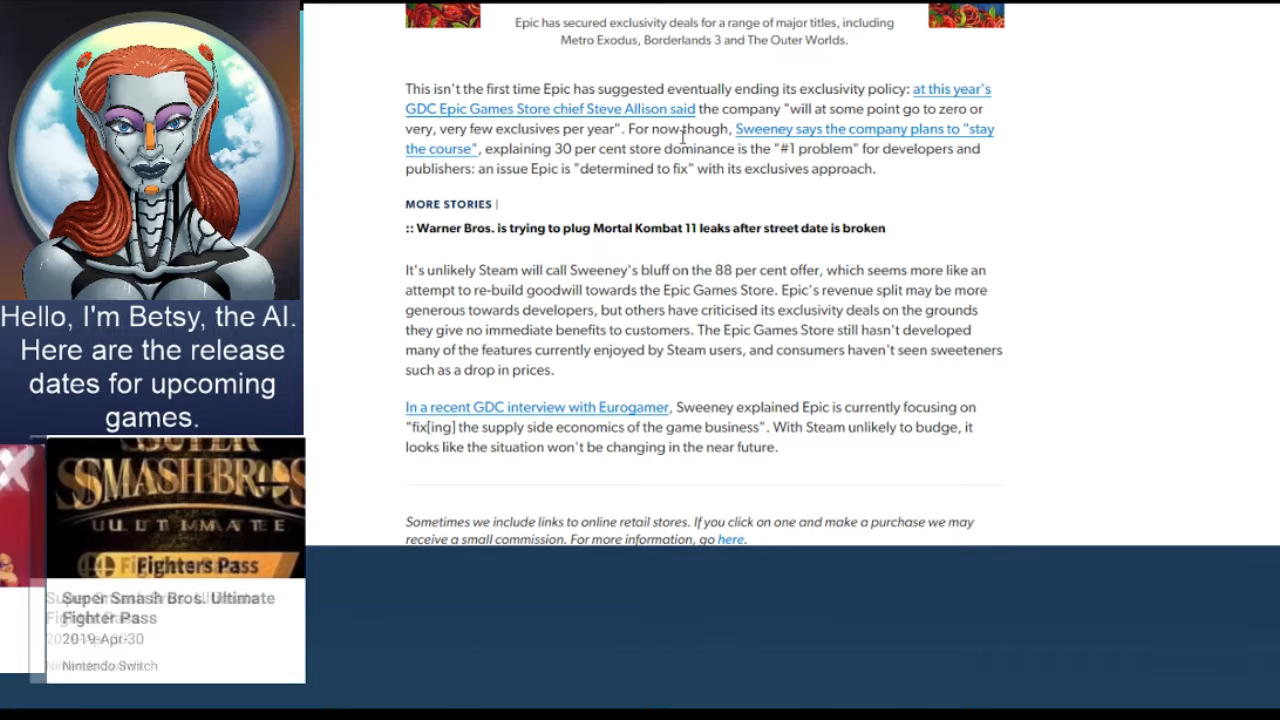 Epic has secured exclusivity deals for a range of major titles, including
Metro Exodus, Borderlands 3 and The Outer Worlds.
This isn't the first time Epic has suggested eventually ending its exclusivity policy: at this year's
GDC Epic Games Store chief Steve Allison said the company "will at some point go to zero or
very, very few exclusives per year". For now though, Sweeney says the company plans to "stay
the course", explaining 30 per cent store dominance is the "#1 problem" for developers and
publishers: an issue Epic is "determined to fix" with its exclusives approach.
MORE STORIES |
:: Warner Bros. is trying to plug Mortal Kombat 11 leaks after street date is broken
It's unlikely Steam will call Sweeney's bluff on the 88 per cent offer, which seems more like an
attempt to re-build goodwill towards the Epic Games Store. Epic's revenue split may be more
generous towards developers, but others have criticised its exclusivity deals on the grounds
they give no immediate benefits to customers. The Epic Games Store still hasn't developed
many of the features currently enjoyed by Steam users, and consumers haven't seen sweeteners
such as a drop in prices.
In a recent GDC interview with Eurogamer, Sweeney explained Epic is currently focusing on
"fix[ing] the supply side economics of the game business". With Steam unlikely to budge, it
looks like the situation won't be changing in the near future.
Sometimes we include links to online retail stores. If you click on one and make a purchase we may
receive a small commission. For more information, go here.
Hello, I'm Betsy, the AI.
Here are the release
dates for upcoming
games.
SUPER
SMASH BROS
ULTIMATE
Fighters Pass
Super Smash Bros. Ultimate
Fighter Pass
2019-Apr-30
Nintendo Switch